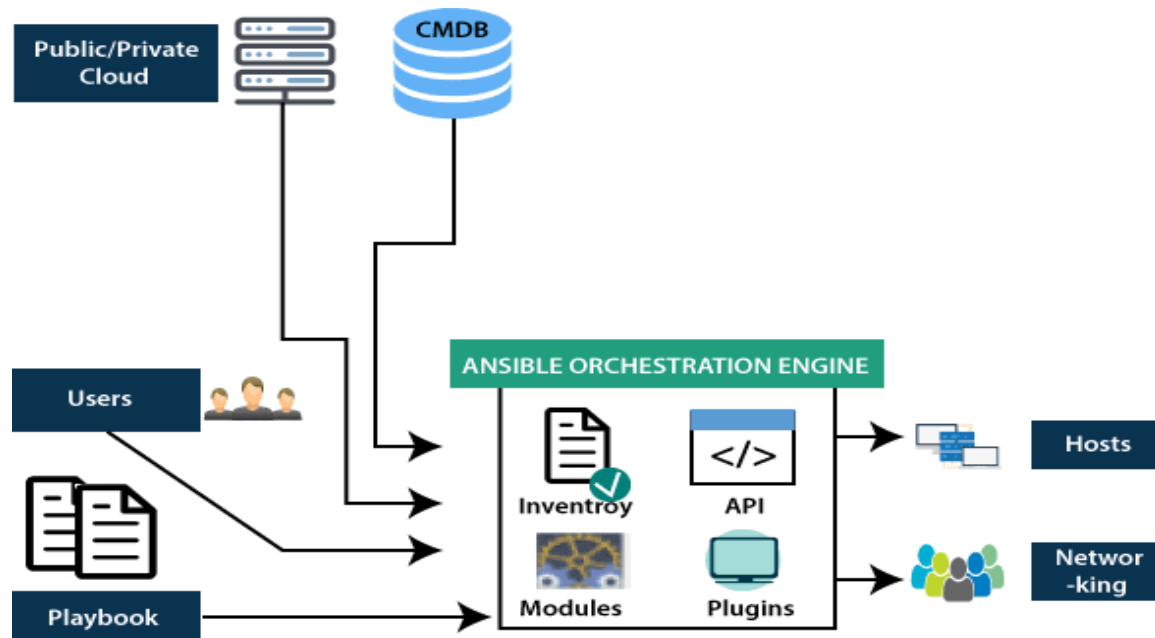 Public/Private
Cloud
CMDB
ANSIBLE ORCHESTRATION ENGINE
Users
</>
Hosts
Inventroy
API
Modules
Plugins
Networ
-king
Playbook